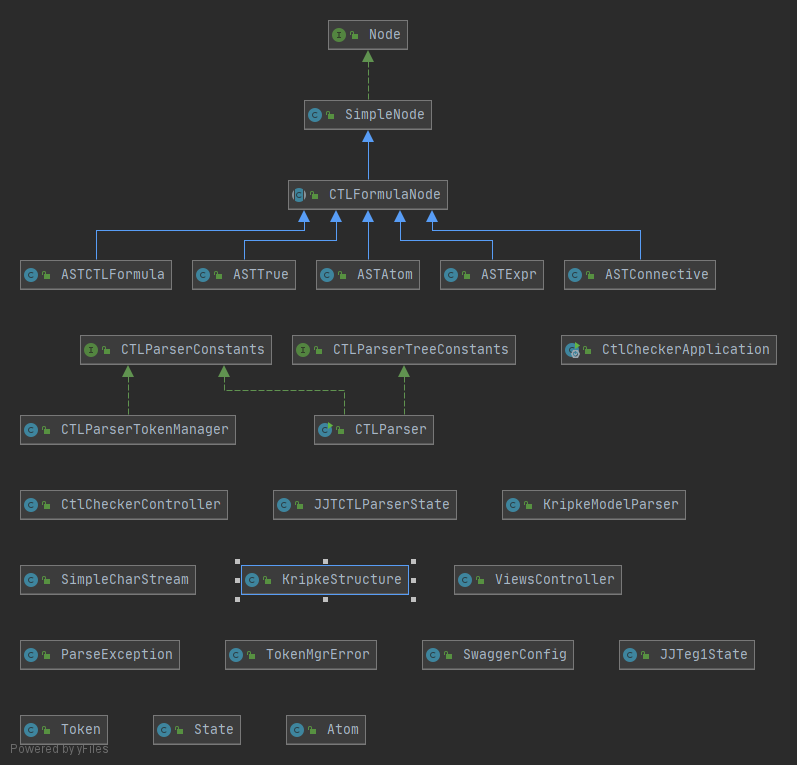 Node
SimpleNode
CTLFormulaNode
ASTCTLFormula ASTTrue ASTAtom ASTExpr ASTConnective
CTLParserConstants CTLParserTreeConstants CtlCheckerApplication
CTLParserTokenManager CTLParser
CtlCheckerController JJTCTLParserState KripkeModelParser
SimpleCharStream KripkeStructure ViewsController
ParseException TokenMgrError SwaggerConfig JJTeg1State
Token State Atom
Powered by yFiles